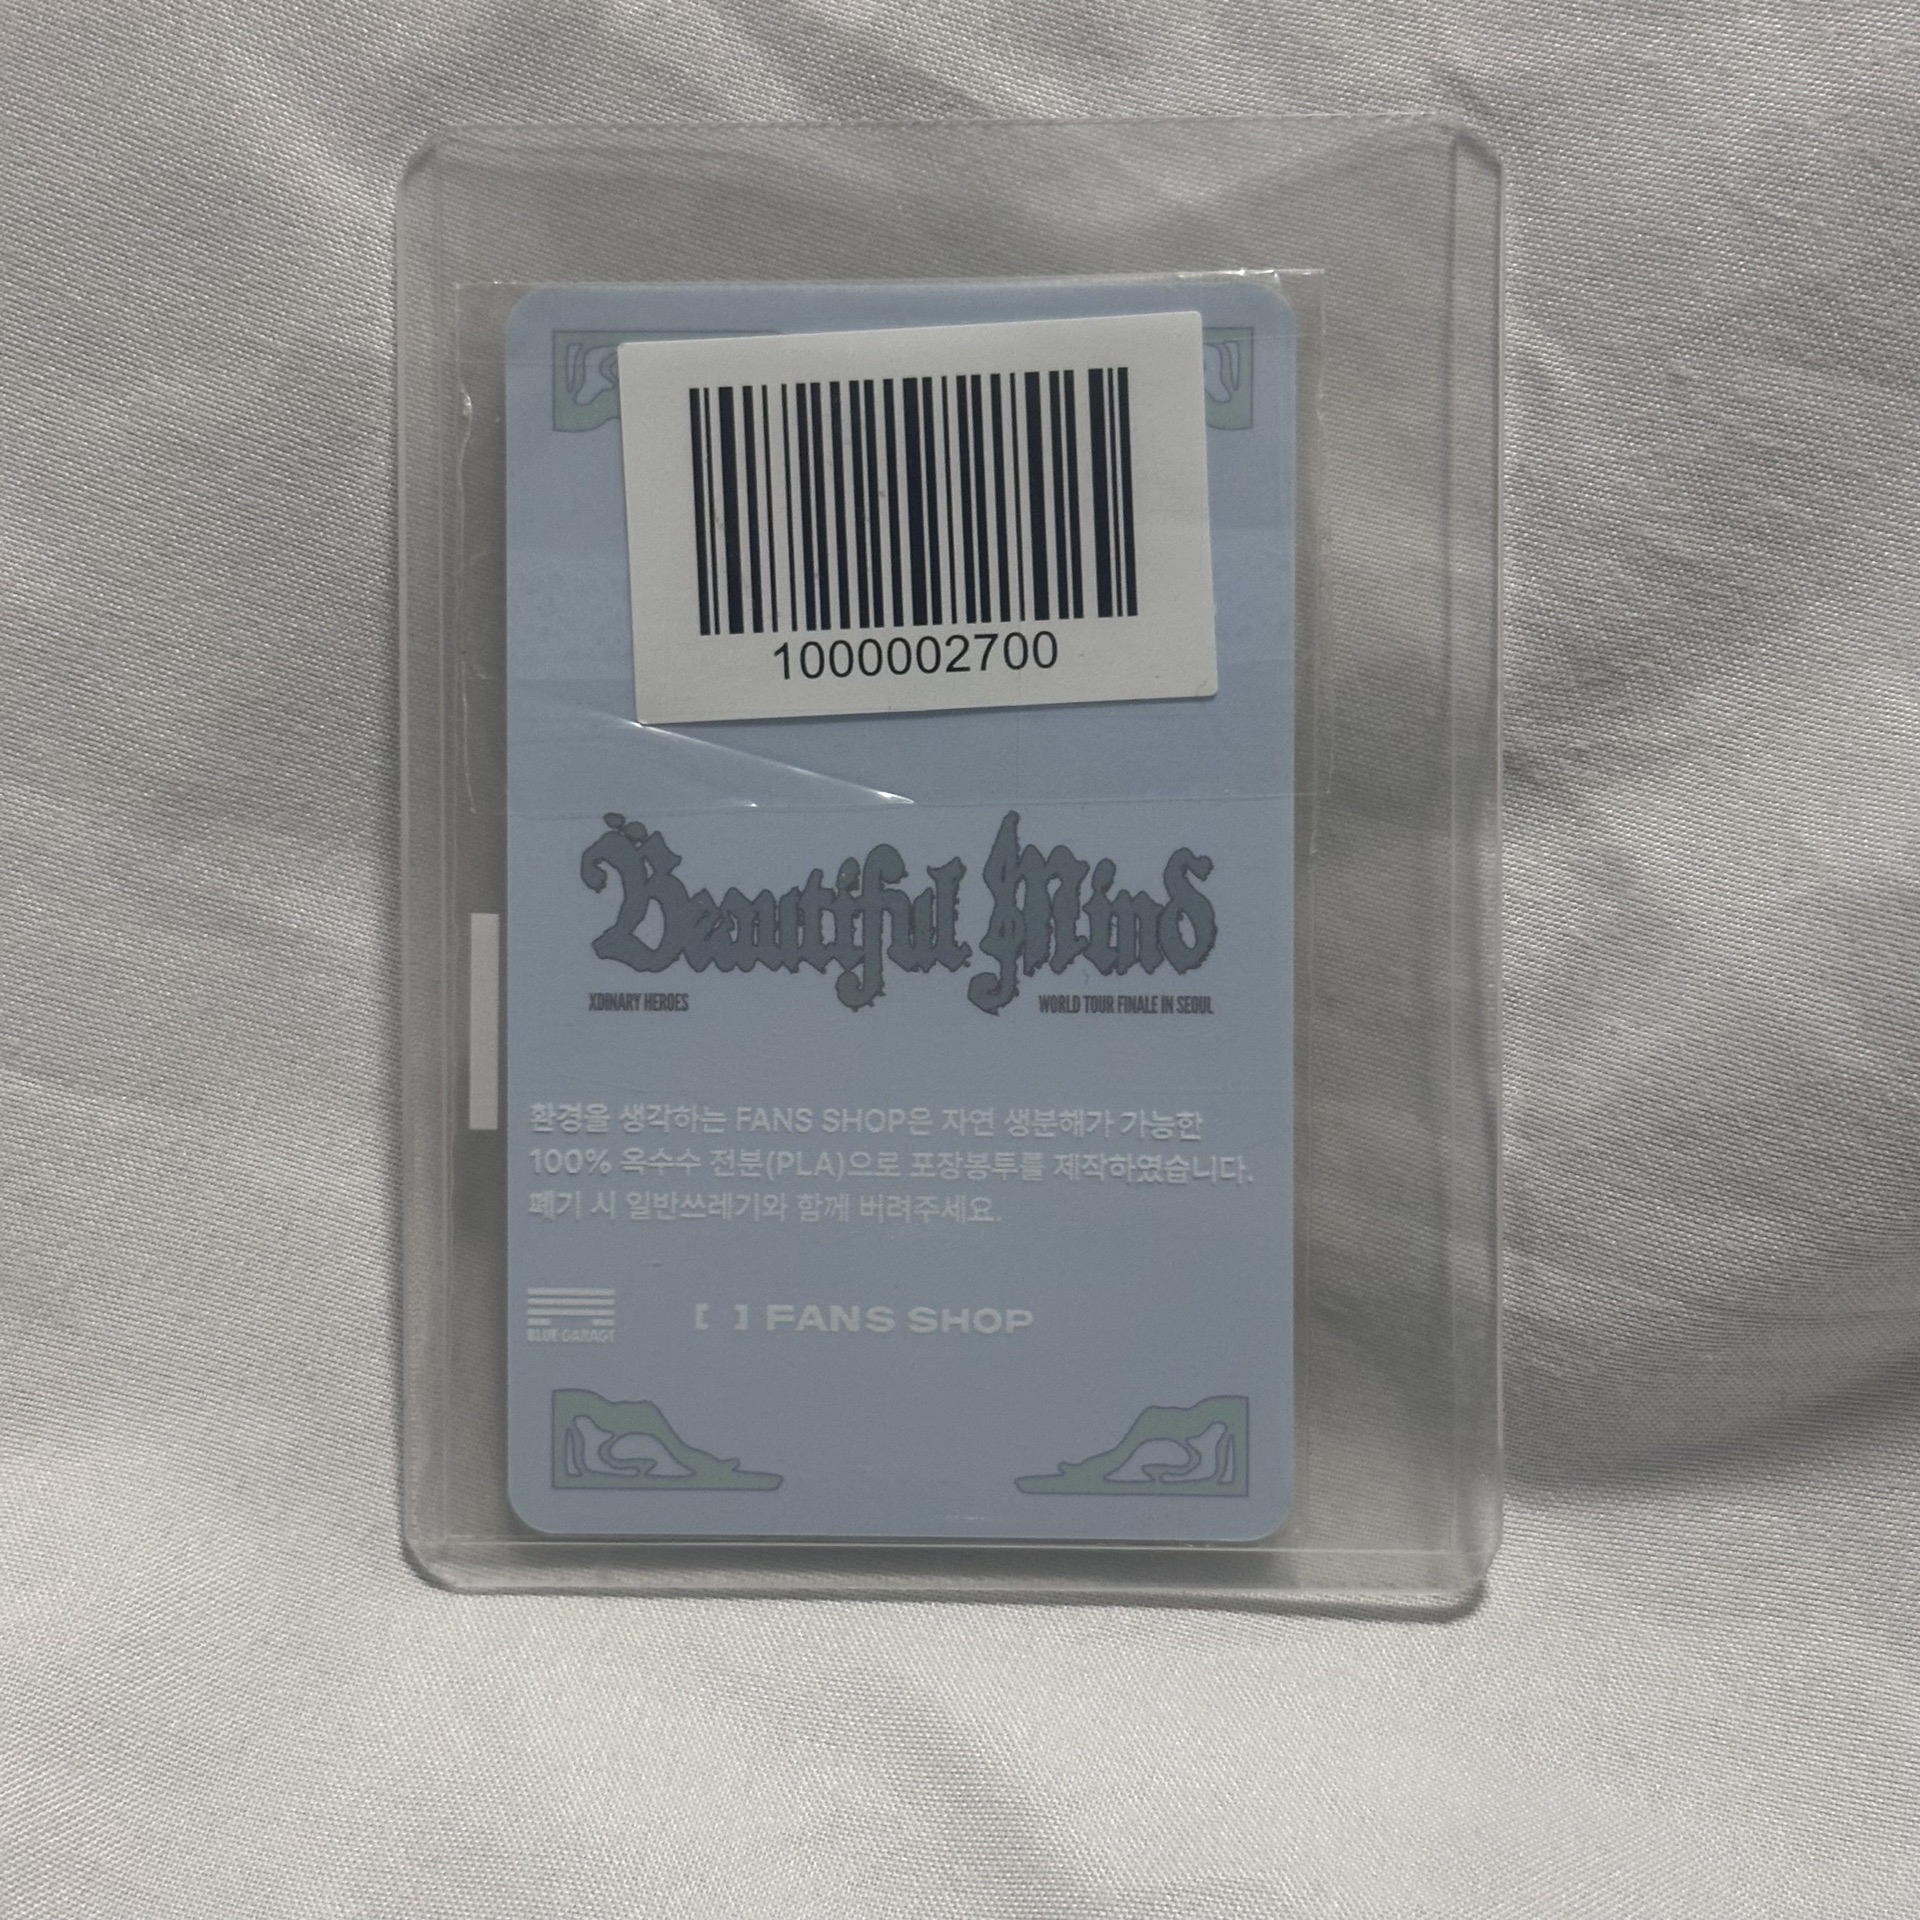 1000002700
Beautiful Mind
XDINARY HEROES
WORLD TOUR FINALE IN SEOUL
환경을 생각하는 FANS SHOP은 자연 생분해가 가능한
100% 옥수수 전분(PLA)으로 포장봉투를 제작하였습니다.
폐기 시 일반쓰레기와 함께 버려주세요.
BLUE GARAGE
[ ] FANS SHOP